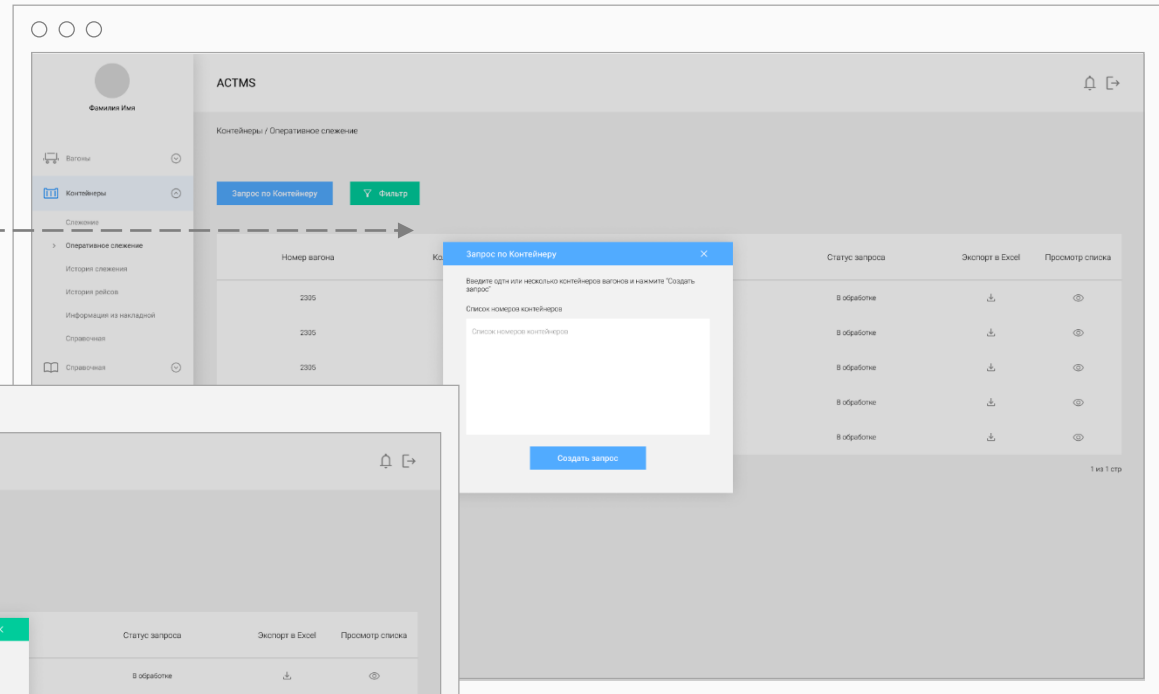 ACTMS
Фамилия Имя
Контейнеры / Оперативное слежение
Вагоны
Контейнеры
Слежение
Оперативное слежение
История слежения
История рейсов
Информация из накладной
Справочная
Справочная
Запрос по Контейнеру
Фильтр
Номер вагона
Ко
Статус запроса
Экспорт в Excel
Просмотр списка
2305
В обработке
2305
В обработке
2305
В обработке
В обработке
В обработке
1 из 1 стр
Запрос по Контейнеру
Введите одтн или несколько контейнеров вагонов и нажмите "Создать
запрос"
Список номеров контейнеров
Список номеров контейнеров
Создать запрос
Статус запроса
Экспорт в Excel
Просмотр списка
В обработке